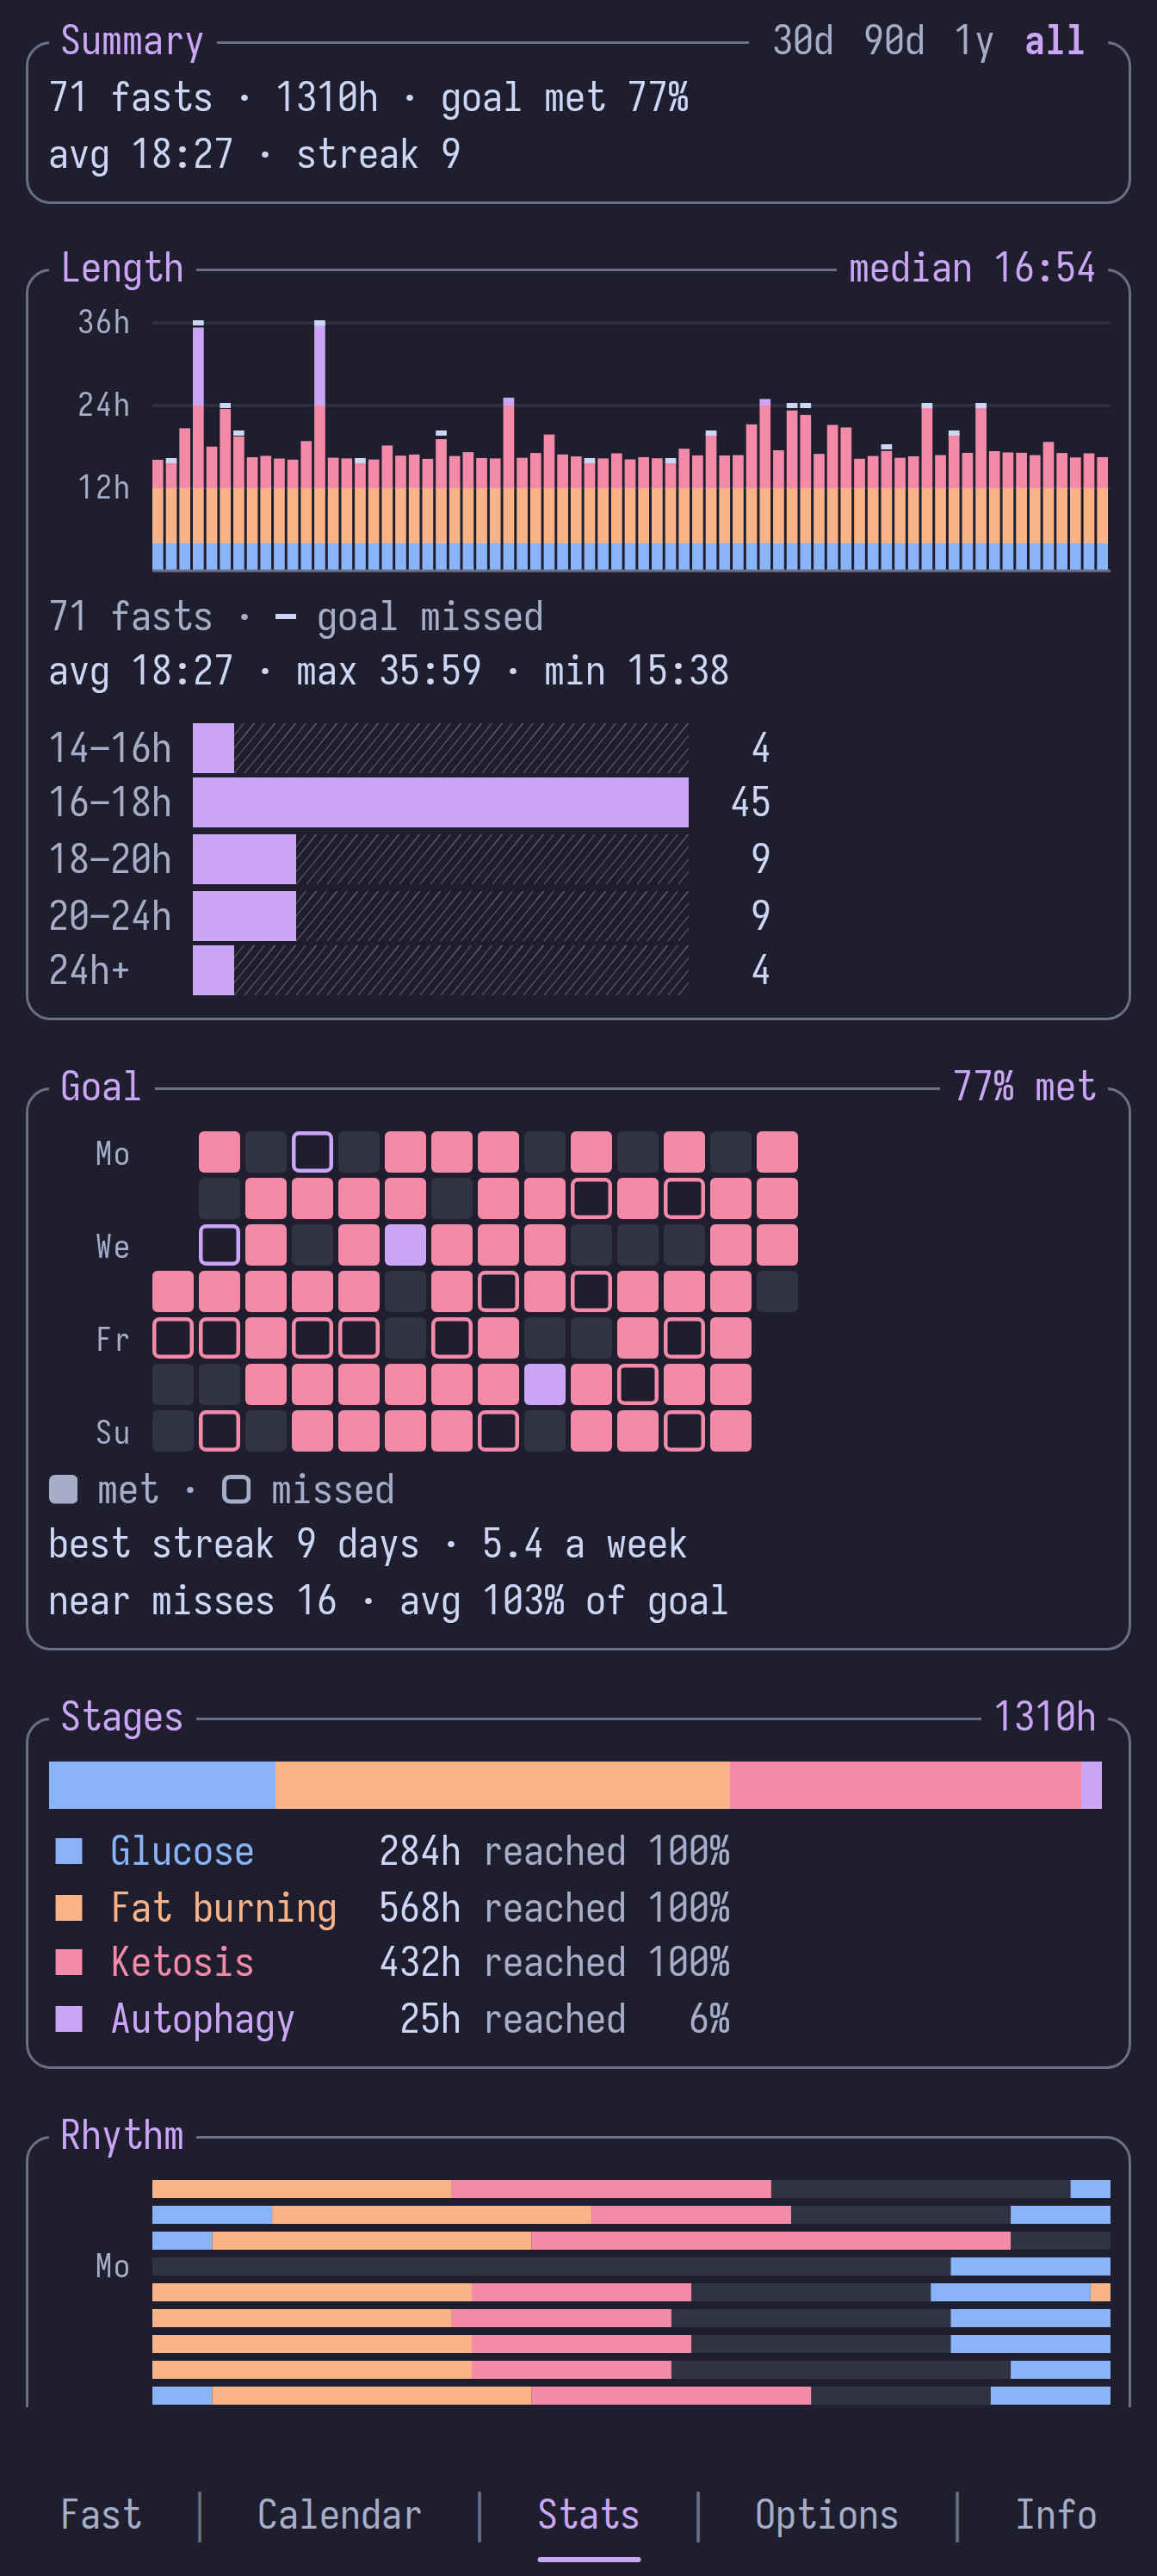 Summary 30d 90d 1y all
71 fasts · 1310h · goal met 77%
avg 18:27 · streak 9
Length median 16:54
36h
24h
12h
71 fasts · — goal missed
avg 18:27 · max 35:59 · min 15:38
14–16h 4
16–18h 45
18–20h 9
20–24h 9
24h+ 4
Goal 77% met
Mo
We
Fr
Su
met · missed
best streak 9 days · 5.4 a week
near misses 16 · avg 103% of goal
Stages 1310h
Glucose 284h reached 100%
Fat burning 568h reached 100%
Ketosis 432h reached 100%
Autophagy 25h reached 6%
Rhythm
Mo
Fast | Calendar | Stats | Options | Info